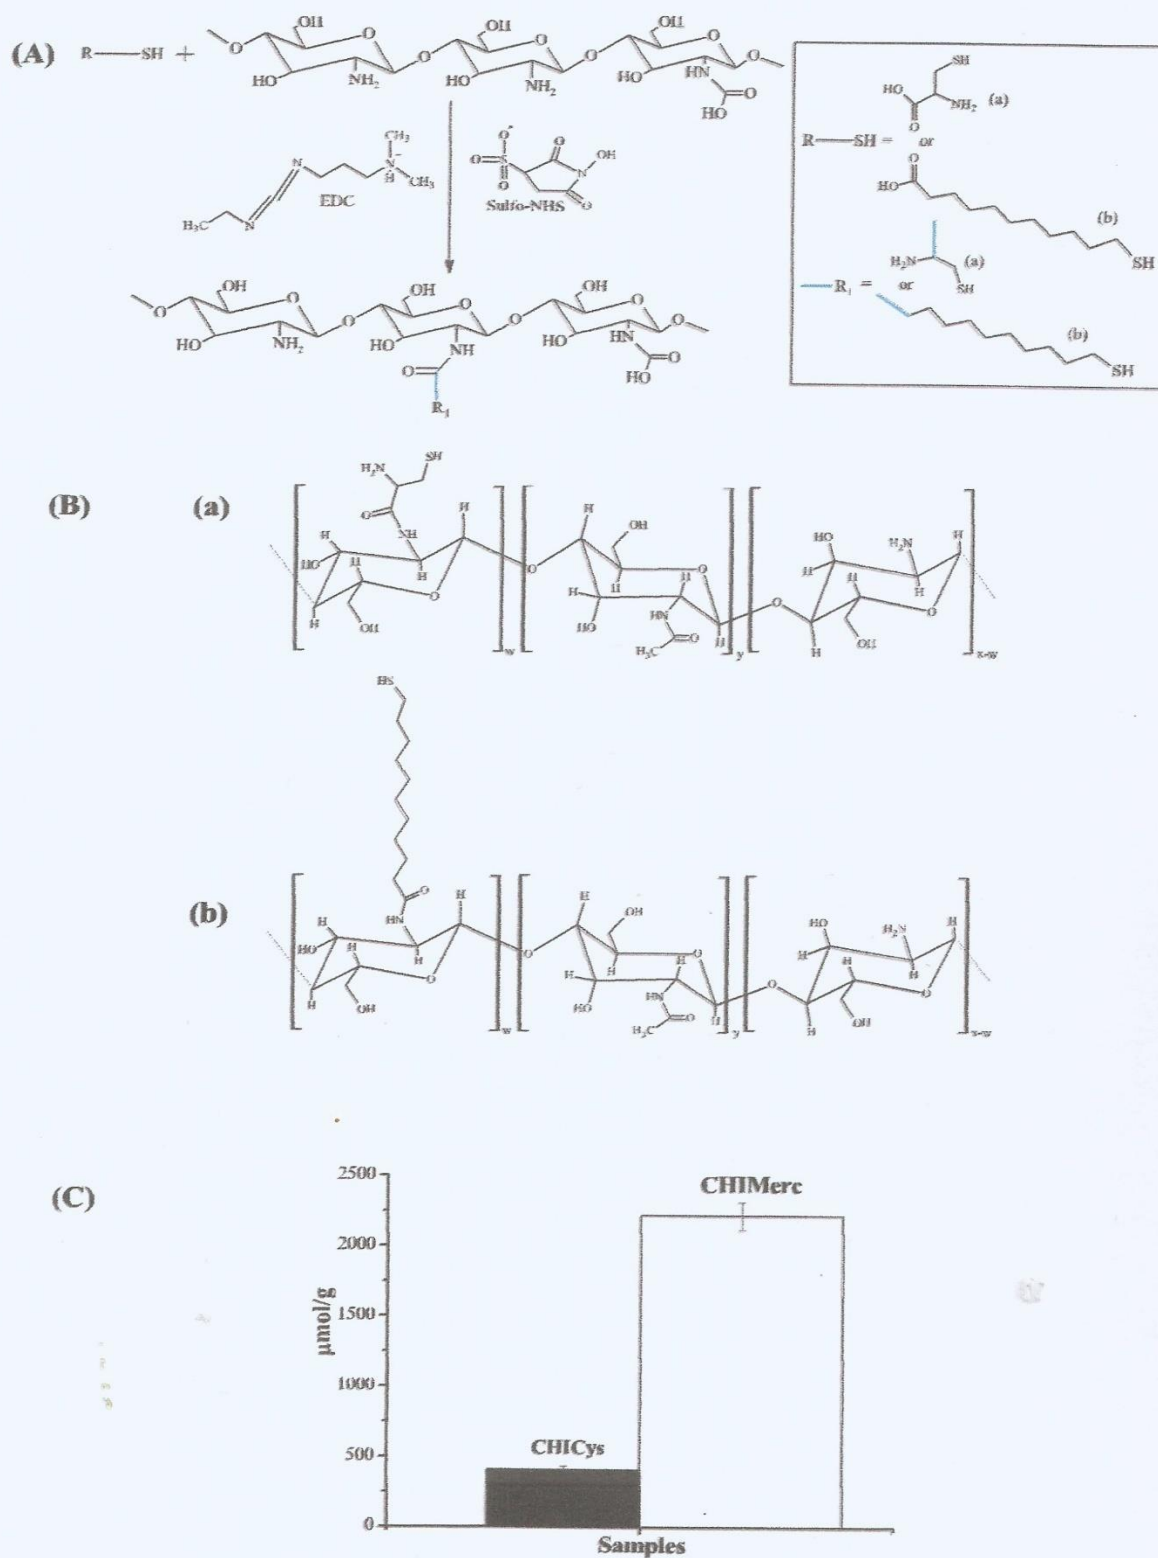 (A)
R—SH +
OH
OH
OH
O
O
O
O
O
O
O
HO
NH2
HO
NH2
HO
HN
O
HO
CH3
N
N
H
CH3
H3C
N
EDC
O
S
O
O
O
N
OH
O
Sulfo-NHS
SH
HO
O
NH2
(a)
R—SH = or
O
HO
(b)
SH
H2N
(a)
SH
—R1 = or
(b)
SH
OH
OH
OH
O
O
O
O
O
O
O
HO
NH2
HO
NH
HO
HN
O
O
HO
R1
(B)
(a)
H2N
SH
O
NH
H
H
HO
H
H
O
H
OH
w
O
H
OH
O
H
H
H
HO
HN
H
H3C
O
y
O
HO
H2N
H
H
H
H
O
H
OH
x-w
HS
(b)
O
HN
H
H
HO
H
H
O
H
OH
w
O
H
OH
O
H
H
H
HO
HN
H
H3C
O
y
O
HO
H2N
H
H
H
H
O
H
OH
x-w
(C)
2500
CHIMerc
2000
1500
µmol/g
1000
500
CHICys
0
Samples